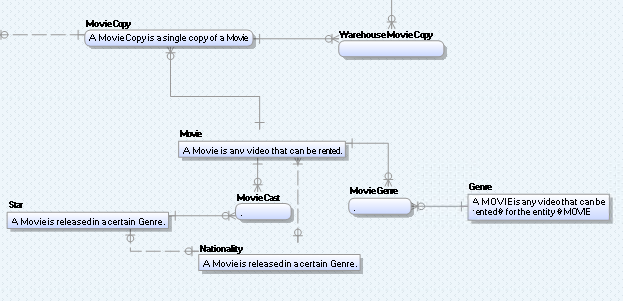 MovieCopy
A MovieCopy is a single copy of a Movie
WarehouseMovieCopy
Movie
A Movie is any video that can be rented.
MovieCast
.
MovieGenre
.
Genre
A MOVIE is any video that can be
rented� for the entity �MOVIE
Star
A Movie is released in a certain Genre.
Nationality
A Movie is released in a certain Genre.